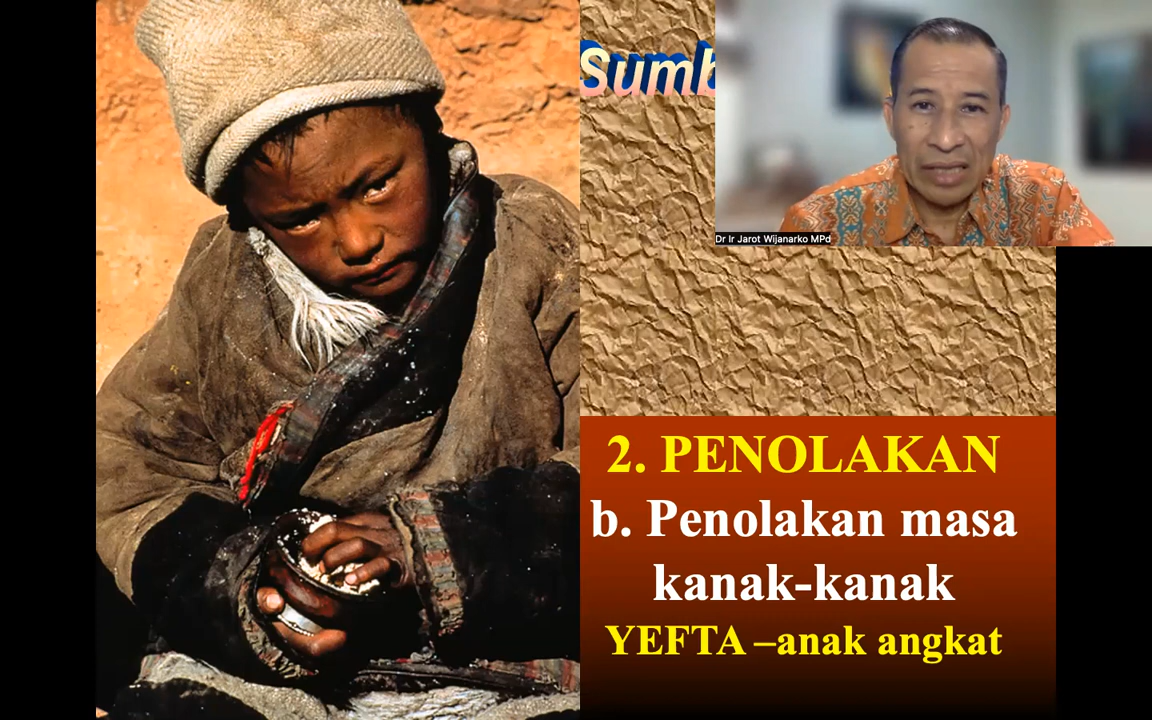 Sumb
Dr Ir Jarot Wijanarko MPd
2. PENOLAKAN
b. Penolakan masa
kanak-kanak
YEFTA –anak angkat